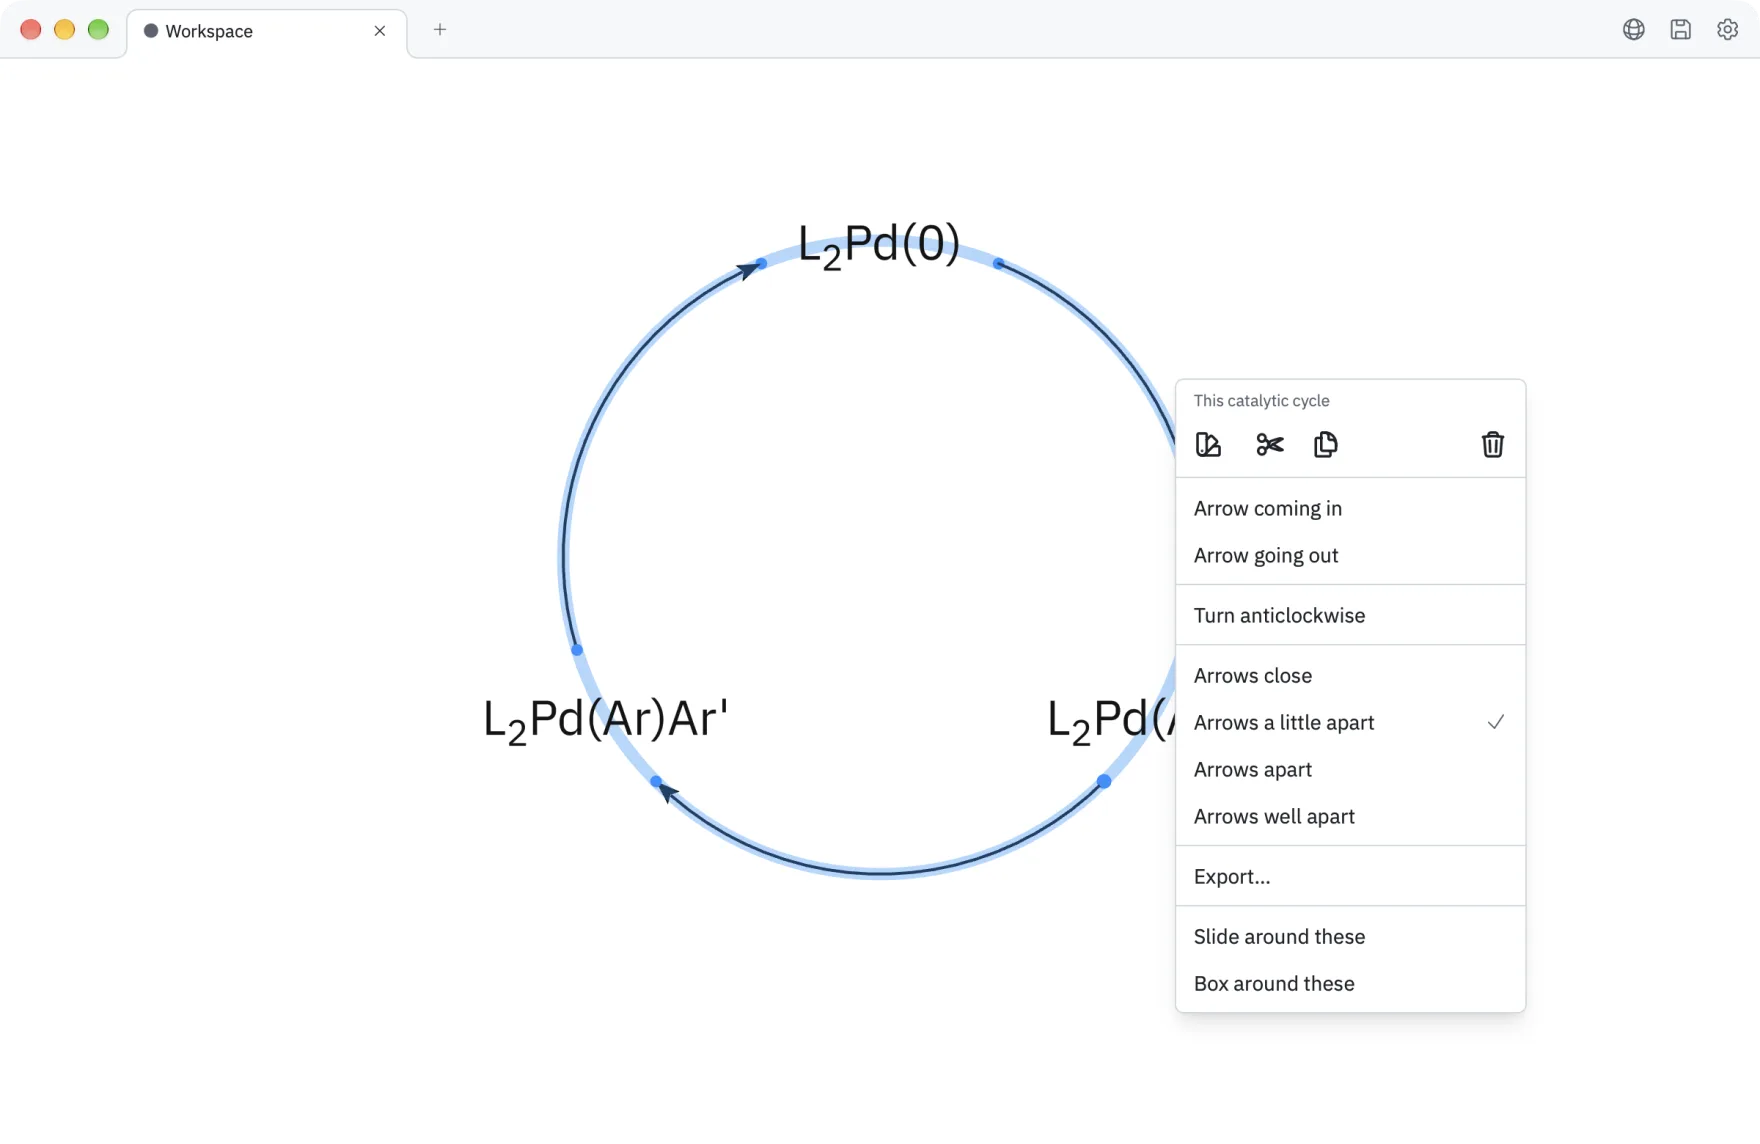 Workspace
L₂Pd(0)
This catalytic cycle
Arrow coming in
Arrow going out
Turn anticlockwise
Arrows close
L₂Pd(Ar)Ar'
L₂Pd(
Arrows a little apart
Arrows apart
Arrows well apart
Export...
Slide around these
Box around these